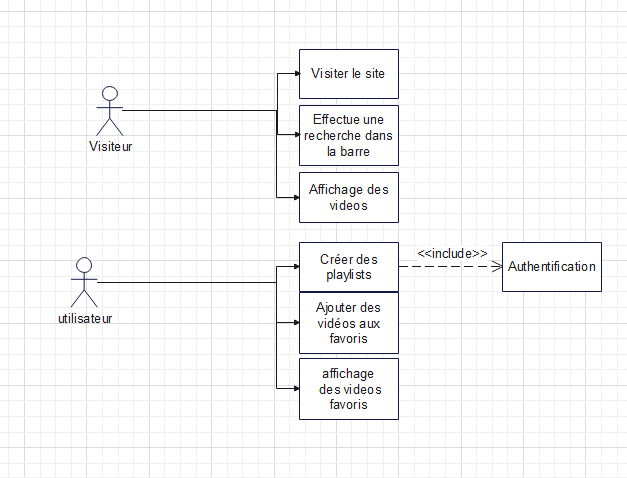 Visiter le site
Effectue une
recherche dans
la barre
Visiteur
Affichage des
videos
Créer des
playlists
<<include>>
Authentification
utilisateur
Ajouter des
vidéos aux
favoris
affichage
des videos
favoris